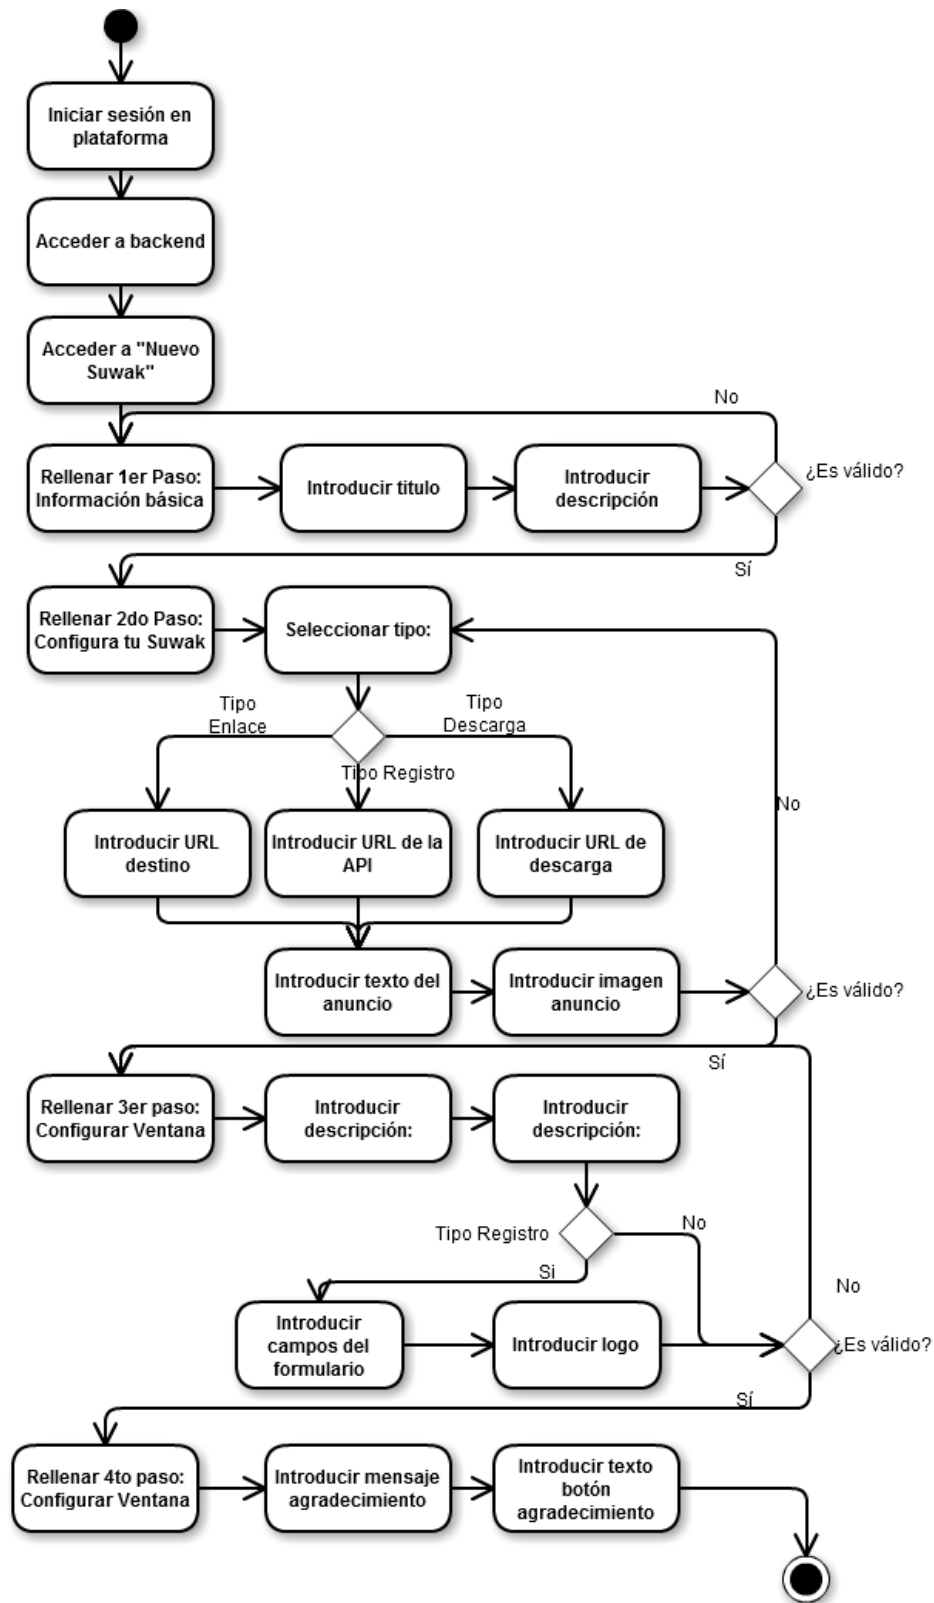 Iniciar sesión en
plataforma
Acceder a backend
Acceder a "Nuevo
Suwak"
No
Rellenar 1er Paso:
Información básica
Introducir titulo
Introducir
descripción
¿Es válido?
Sí
Rellenar 2do Paso:
Configura tu Suwak
Seleccionar tipo:
Tipo
Enlace
Tipo
Descarga
Tipo Registro
No
Introducir URL
destino
Introducir URL de la
API
Introducir URL de
descarga
Introducir texto del
anuncio
Introducir imagen
anuncio
¿Es válido?
Sí
Rellenar 3er paso:
Configurar Ventana
Introducir
descripción:
Introducir
descripción:
Tipo Registro
No
Si
No
Introducir
campos del
formulario
Introducir logo
¿Es válido?
Sí
Rellenar 4to paso:
Configurar Ventana
Introducir mensaje
agradecimiento
Introducir texto
botón
agradecimiento